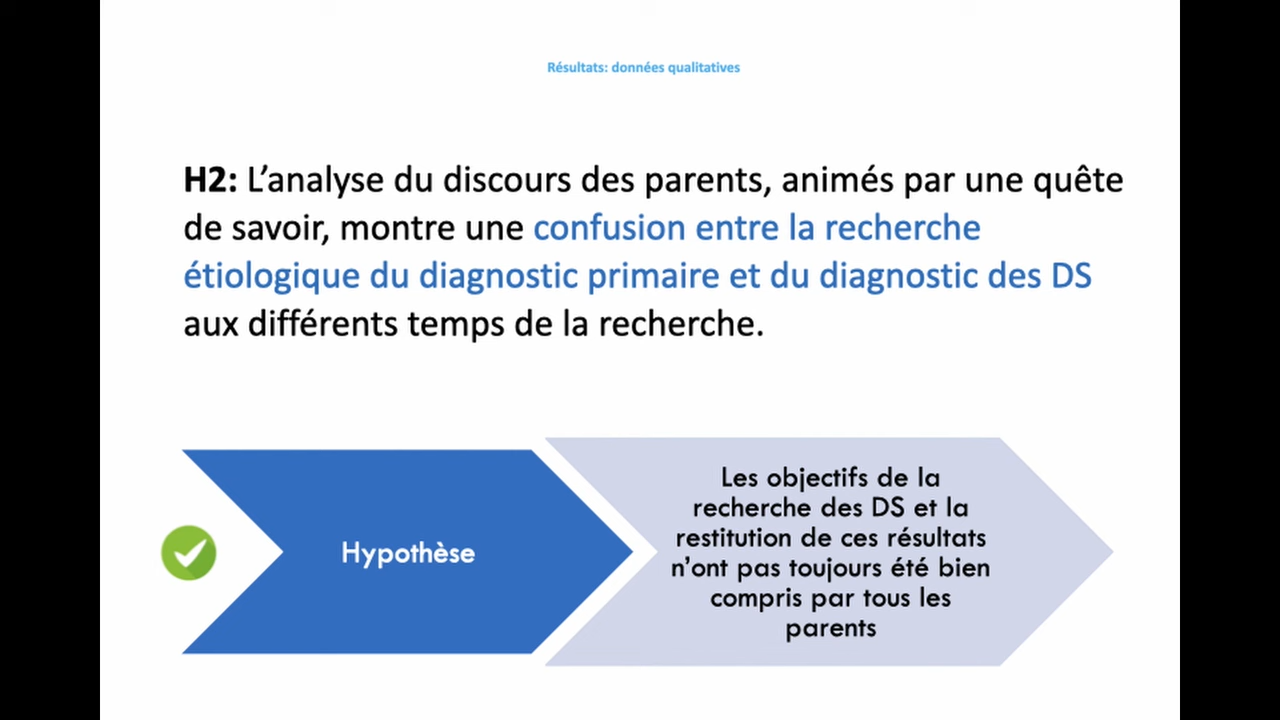 Résultats: données qualitatives
H2: L’analyse du discours des parents, animés par une quête
de savoir, montre une confusion entre la recherche
étiologique du diagnostic primaire et du diagnostic des DS
aux différents temps de la recherche.
Hypothèse
Les objectifs de la
recherche des DS et la
restitution de ces résultats
n’ont pas toujours été bien
compris par tous les
parents